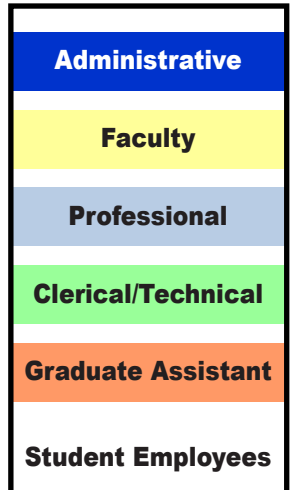 Administrative
Faculty
Professional
Clerical/Technical
Graduate Assistant
Student Employees